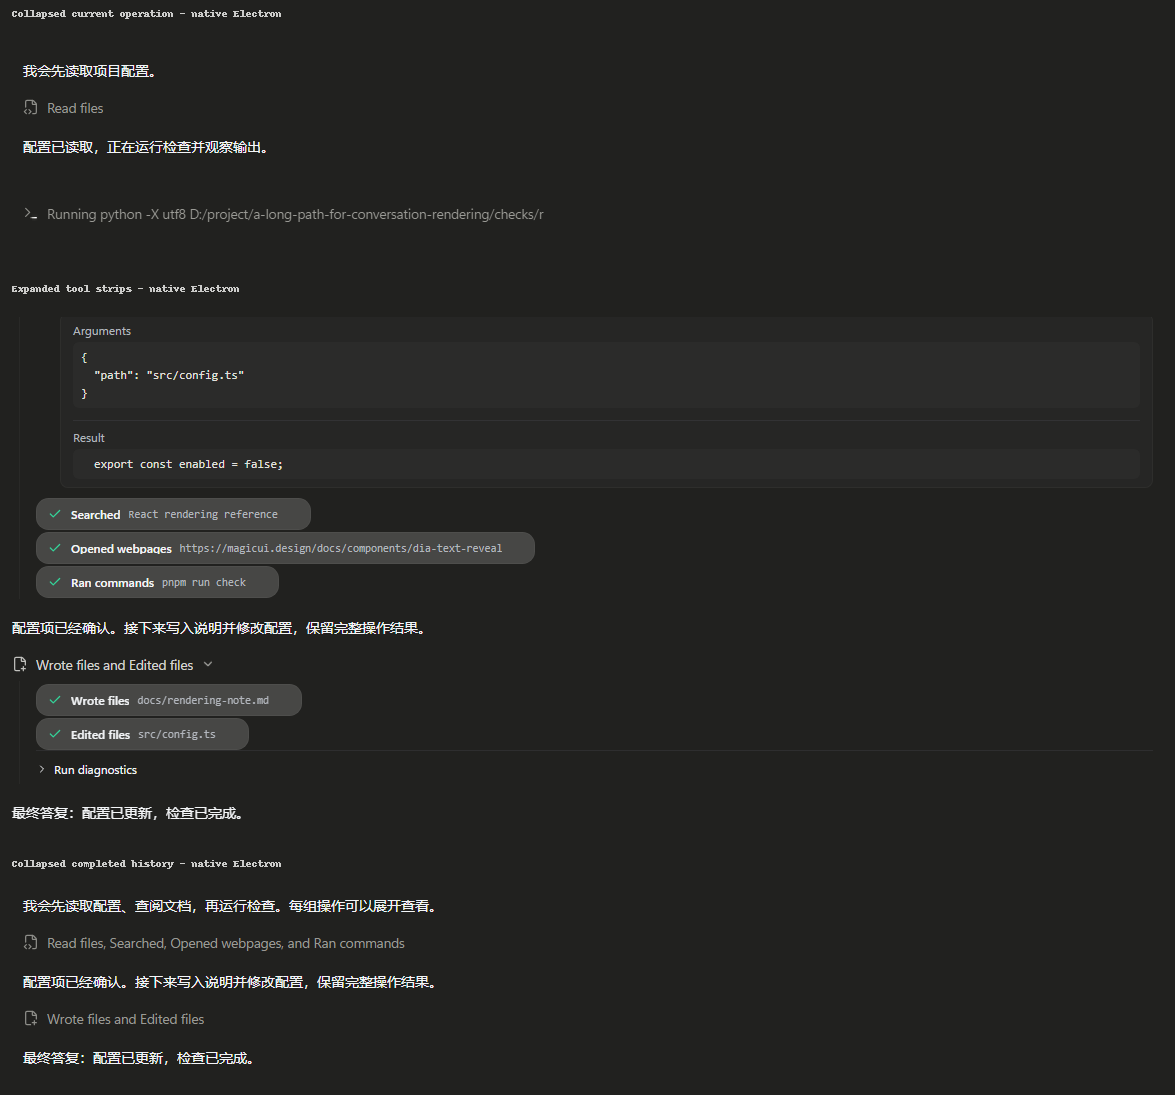 Collapsed current operation - native Electron
我会先读取项目配置。
Read files
配置已读取，正在运行检查并观察输出。
Running python -X utf8 D:/project/a-long-path-for-conversation-rendering/checks/r
Expanded tool strips - native Electron
Arguments
{
  "path": "src/config.ts"
}
Result
export const enabled = false;
Searched React rendering reference
Opened webpages https://magicui.design/docs/components/dia-text-reveal
Ran commands pnpm run check
配置项已经确认。接下来写入说明并修改配置，保留完整操作结果。
Wrote files and Edited files
Wrote files docs/rendering-note.md
Edited files src/config.ts
Run diagnostics
最终答复：配置已更新，检查已完成。
Collapsed completed history - native Electron
我会先读取配置、查阅文档，再运行检查。每组操作可以展开查看。
Read files, Searched, Opened webpages, and Ran commands
配置项已经确认。接下来写入说明并修改配置，保留完整操作结果。
Wrote files and Edited files
最终答复：配置已更新，检查已完成。